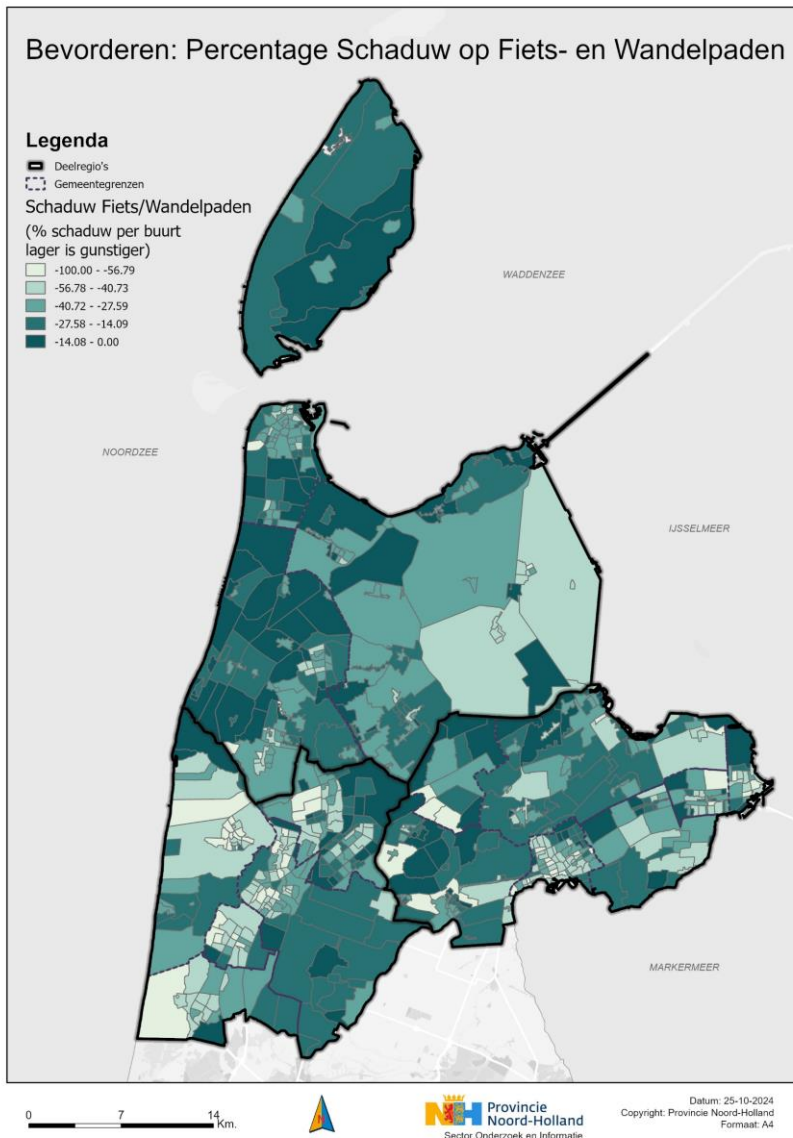 Bevorderen: Percentage Schaduw op Fiets- en Wandelpaden
Legenda
Deelregio's
Gemeentegrenzen
Schaduw Fiets/Wandelpaden
(% schaduw per buurt
lager is gunstiger)
-100.00 - -56.79
-56.78 - -40.73
-40.72 - -27.59
-27.58 - -14.09
-14.08 - 0.00
WADDENZEE
NOORDZEE
IJSSELMEER
MARKERMEER
0 7 14 Km.
N
Provincie
Noord-Holland
Sector Onderzoek en Informatie
Datum: 25-10-2024
Copyright: Provincie Noord-Holland
Formaat: A4